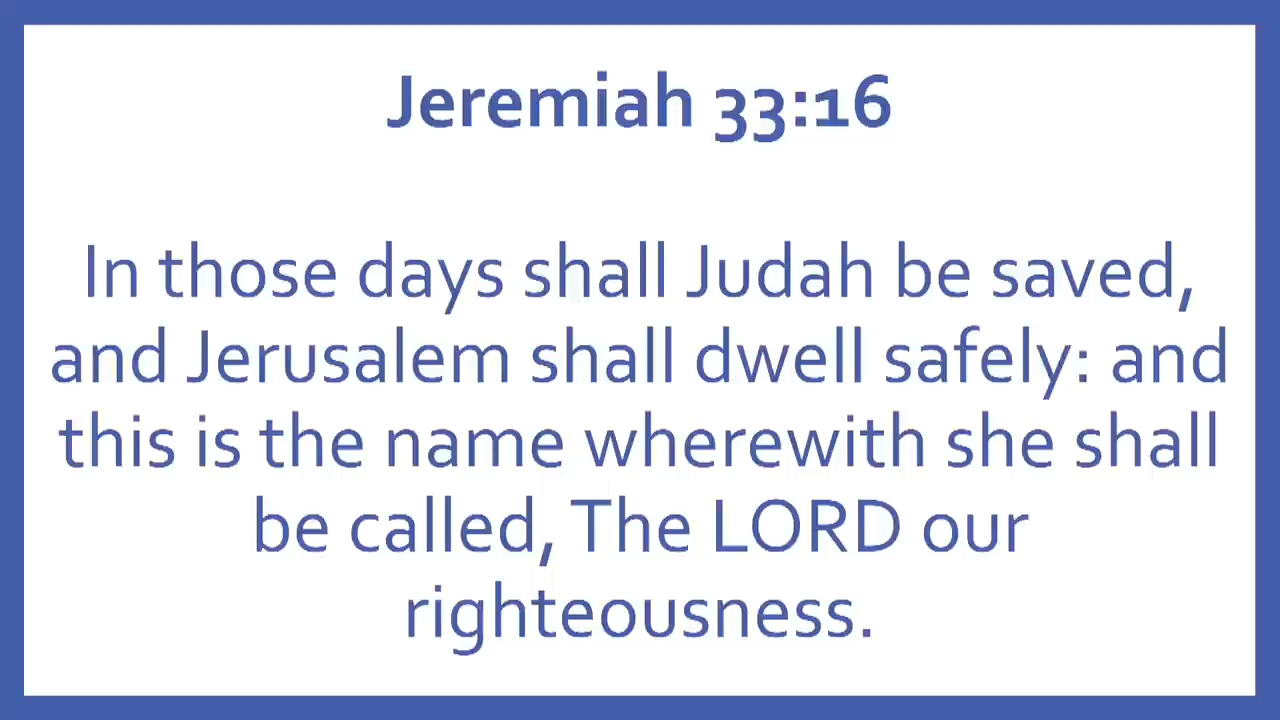 Jeremiah 33:16
In those days shall Judah be saved,
and Jerusalem shall dwell safely: and
this is the name wherewith she shall
be called, The LORD our
righteousness.